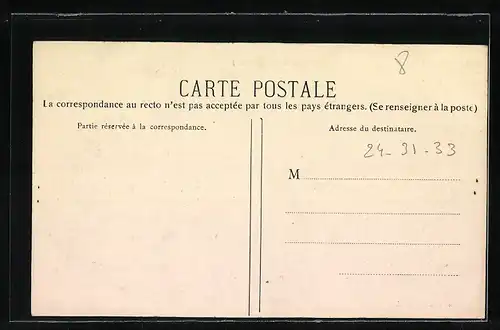 8
CARTE POSTALE
La correspondance au recto n'est pas acceptée par tous les pays étrangers. (Se renseigner à la poste)
Partie réservée à la correspondance.
Adresse du destinataire.
24-31-33
M